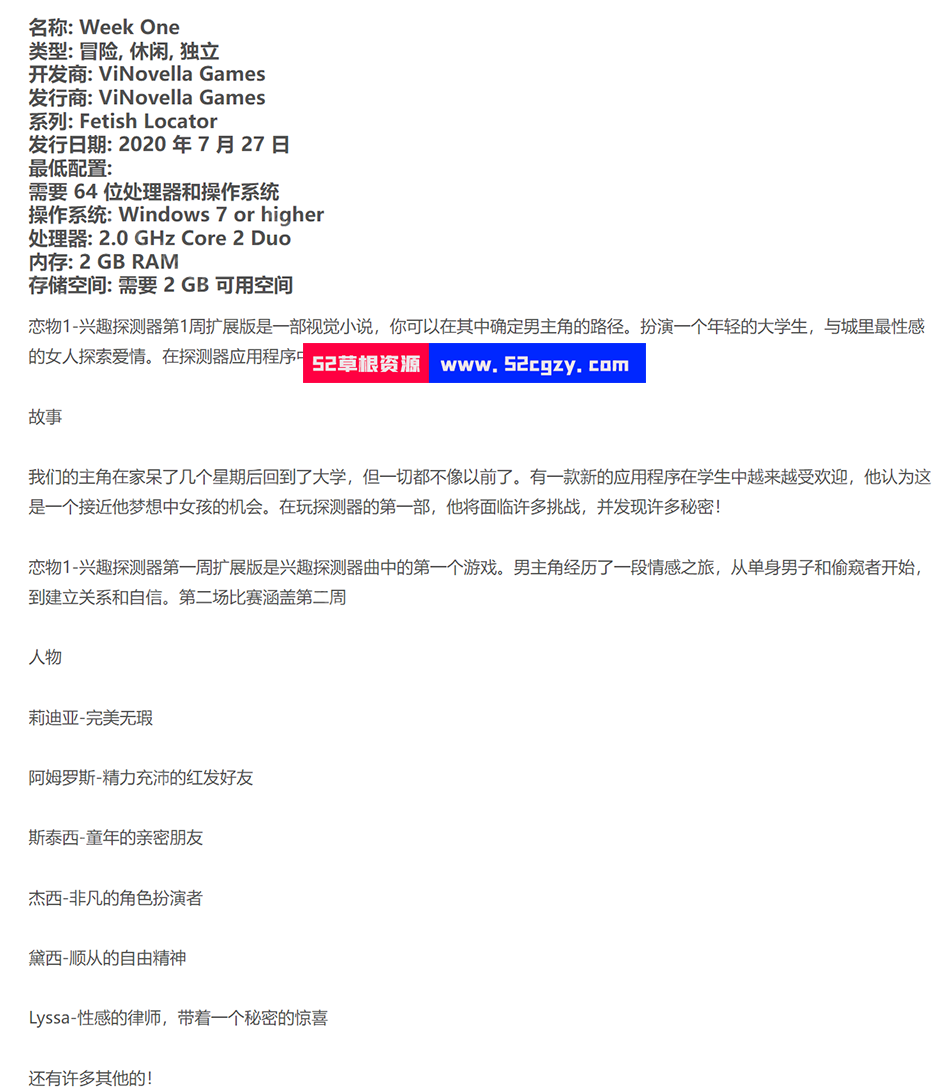 名称: Week One
类型: 冒险, 休闲, 独立
开发商: ViNovella Games
发行商: ViNovella Games
系列: Fetish Locator
发行日期: 2020 年 7 月 27 日
最低配置:
需要 64 位处理器和操作系统
操作系统: Windows 7 or higher
处理器: 2.0 GHz Core 2 Duo
内存: 2 GB RAM
存储空间: 需要 2 GB 可用空间
恋物1-兴趣探测器第1周扩展版是一部视觉小说，你可以在其中确定男主角的路径。扮演一个年轻的大学生，与城里最性感
的女人探索爱情。在探测器应用程序中
52草根资源 www.52cgzy.com
故事
我们的主角在家呆了几个星期后回到了大学，但一切都不像以前了。有一款新的应用程序在学生中越来越受欢迎，他认为这
是一个接近他梦想中女孩的机会。在玩探测器的第一部，他将面临许多挑战，并发现许多秘密！
恋物1-兴趣探测器第一周扩展版是兴趣探测器曲中的第一个游戏。男主角经历了一段情感之旅，从单身男子和偷窥者开始，
到建立关系和自信。第二场比赛涵盖第二周
人物
莉迪亚-完美无瑕
阿姆罗斯-精力充沛的红发好友
斯泰西-童年的亲密朋友
杰西-非凡的角色扮演者
黛西-顺从的自由精神
Lyssa-性感的律师，带着一个秘密的惊喜
还有许多其他的！